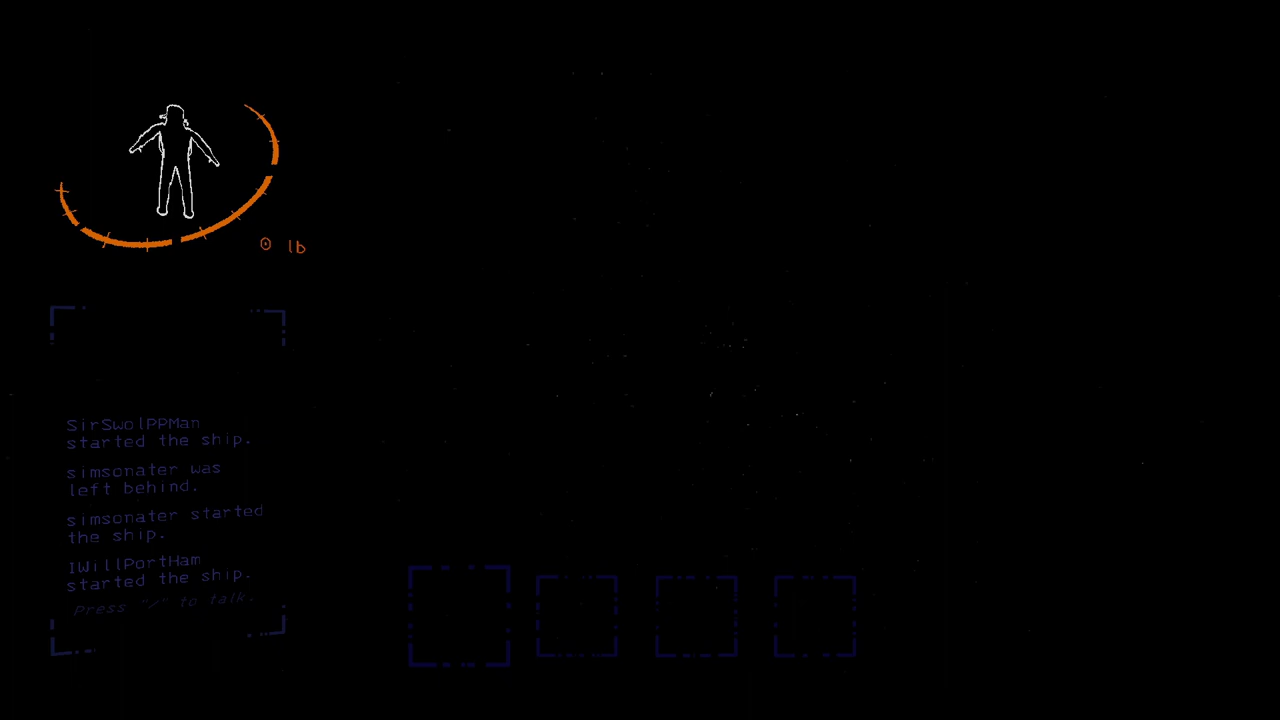 0 lb
SirSwolPPMan
started the ship.
simsonater was
left behind.
simsonater started
the ship.
IWillPortHam
started the ship.
Press "/" to talk.